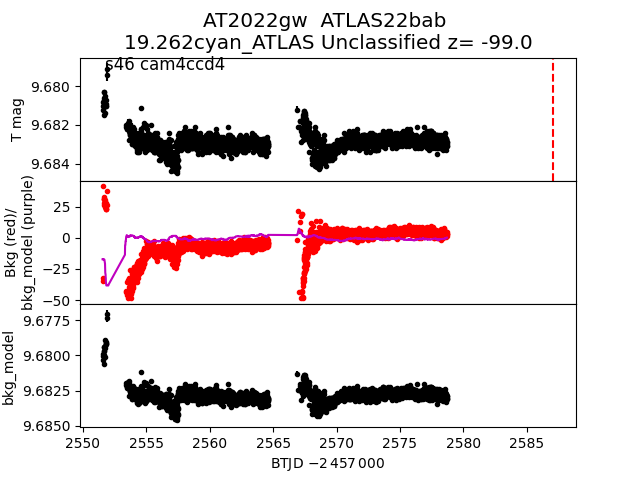 AT2022gw ATLAS22bab
19.262cyan_ATLAS Unclassified z= -99.0
s46 cam4ccd4
T mag
9.680
9.682
9.684
Bkg (red)/
bkg_model (purple)
25
0
−25
−50
bkg_model
9.6775
9.6800
9.6825
9.6850
2550 2555 2560 2565 2570 2575 2580 2585
BTJD −2 457 000